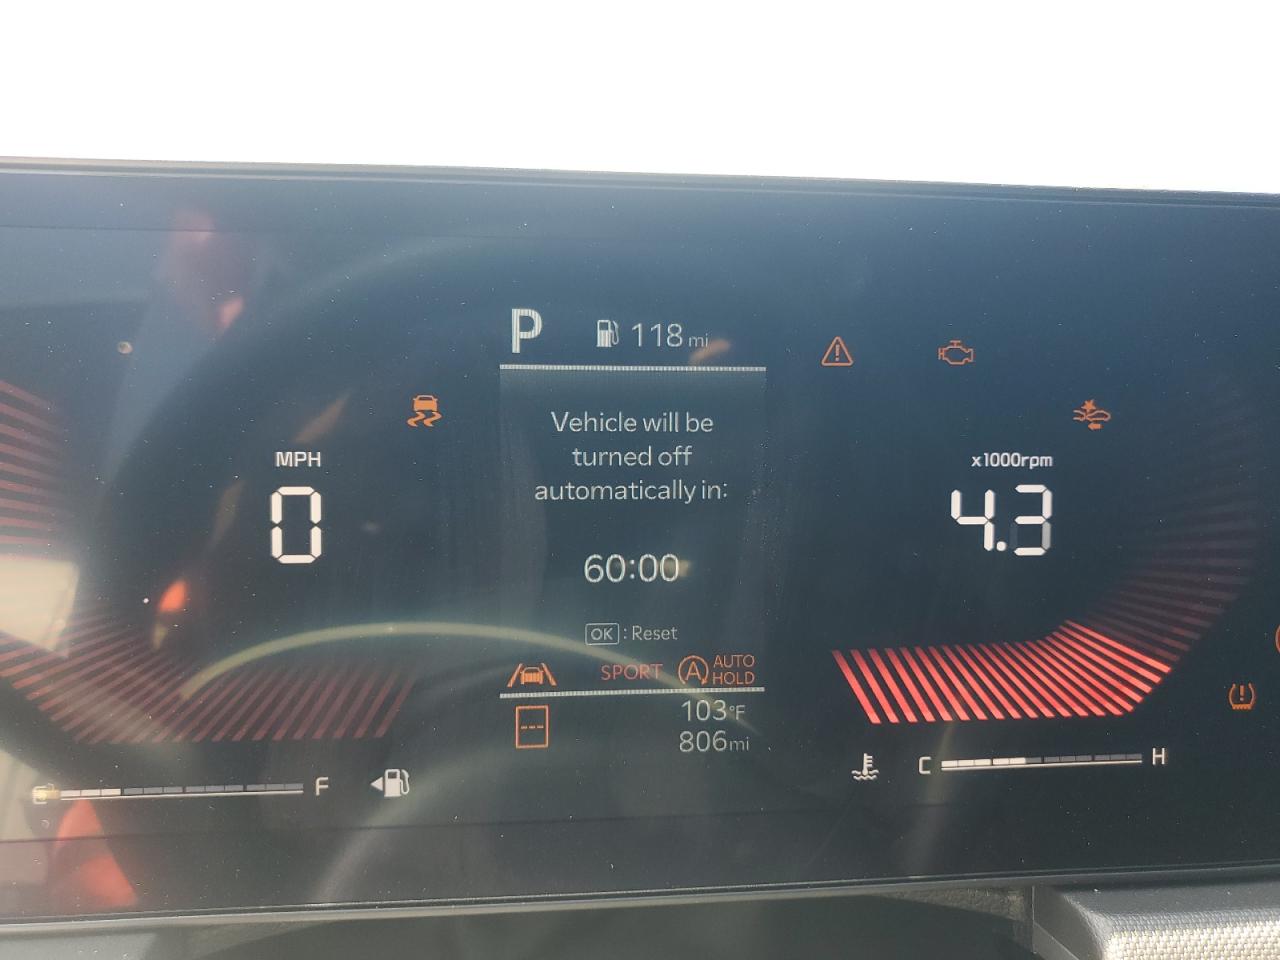 P 118 mi
Vehicle will be
turned off
automatically in:
MPH
0
x1000rpm
4.3
60:00
OK : Reset
SPORT A AUTO HOLD
103°F
806mi
F
C H